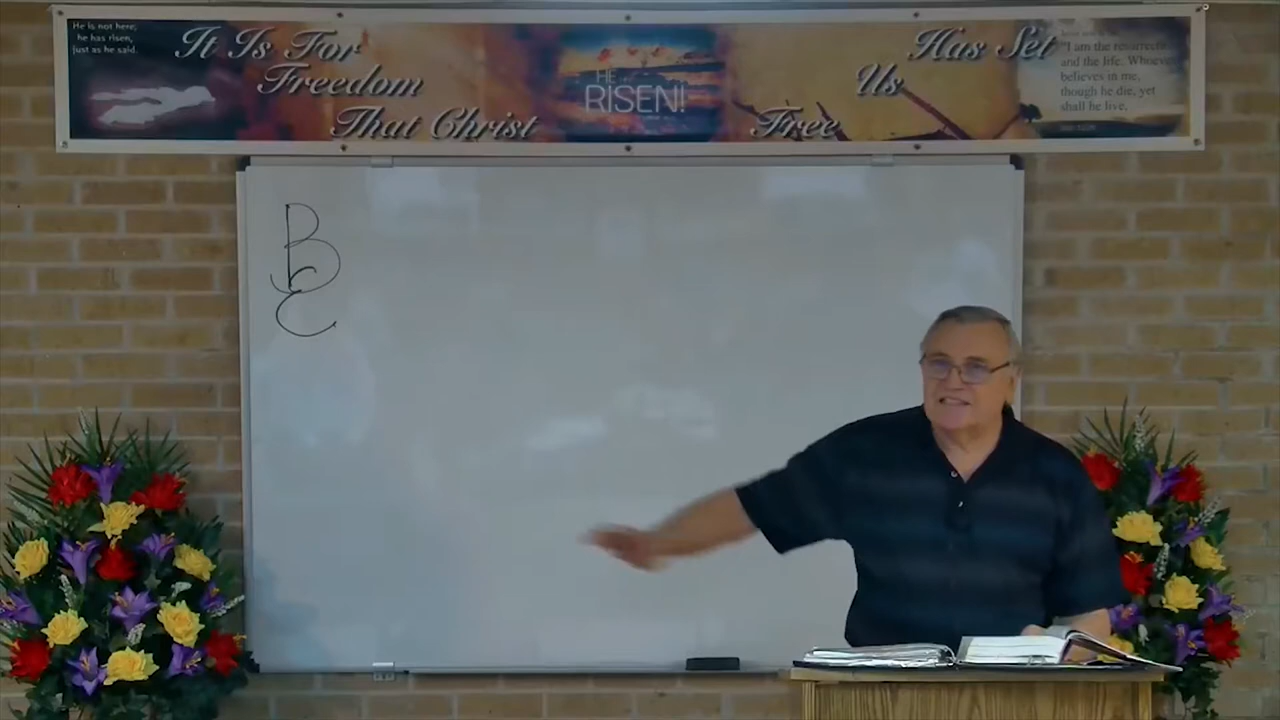 He is not here;
he has risen,
just as he said.
It Is For
Freedom
That Christ
HE
RISEN!
Has Set
Us
Free
"I am the resurrect
and the life. Whoev
believes in me,
though he die, yet
shall he live.
B
C